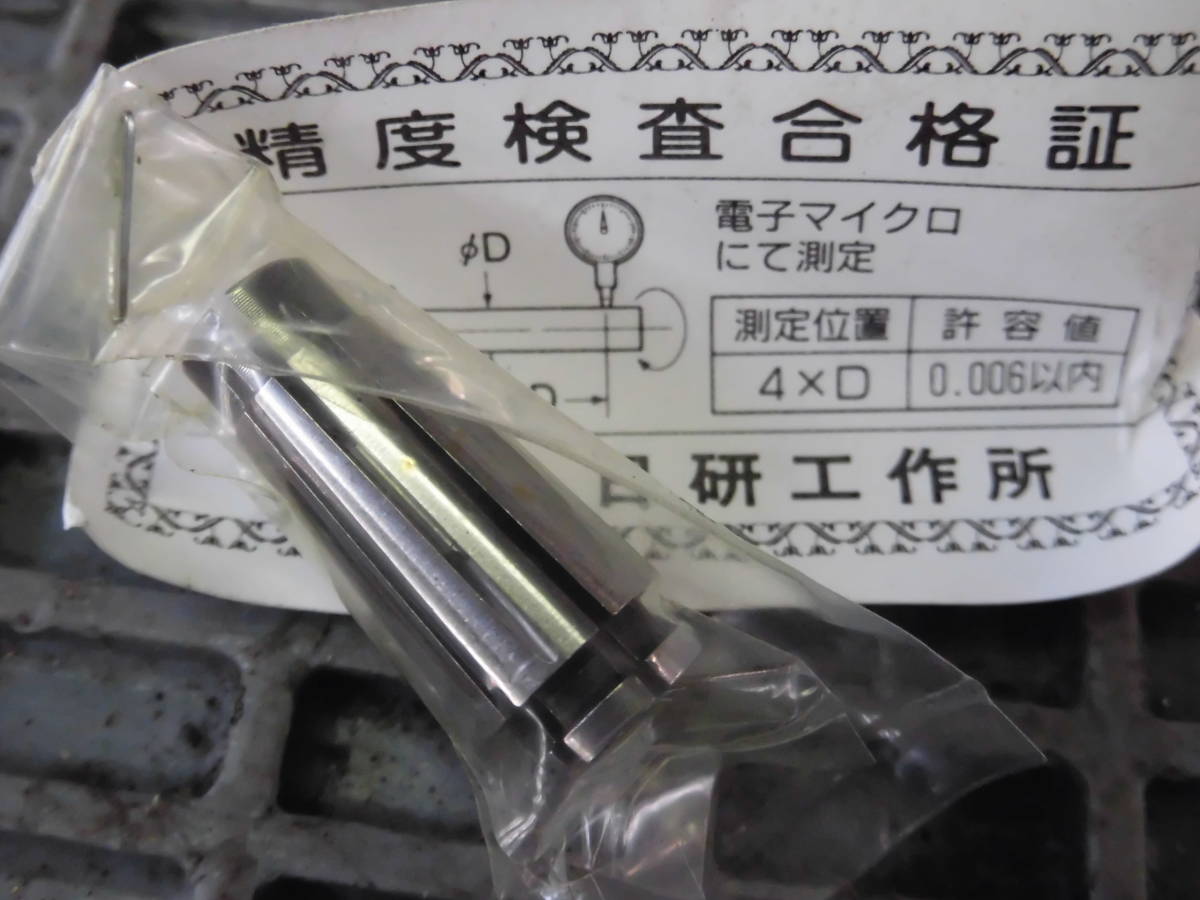 精度検査合格証
φD
電子マイクロ
にて測定
測定位置 許容値
4×D 0.006以内
D
日研工作所